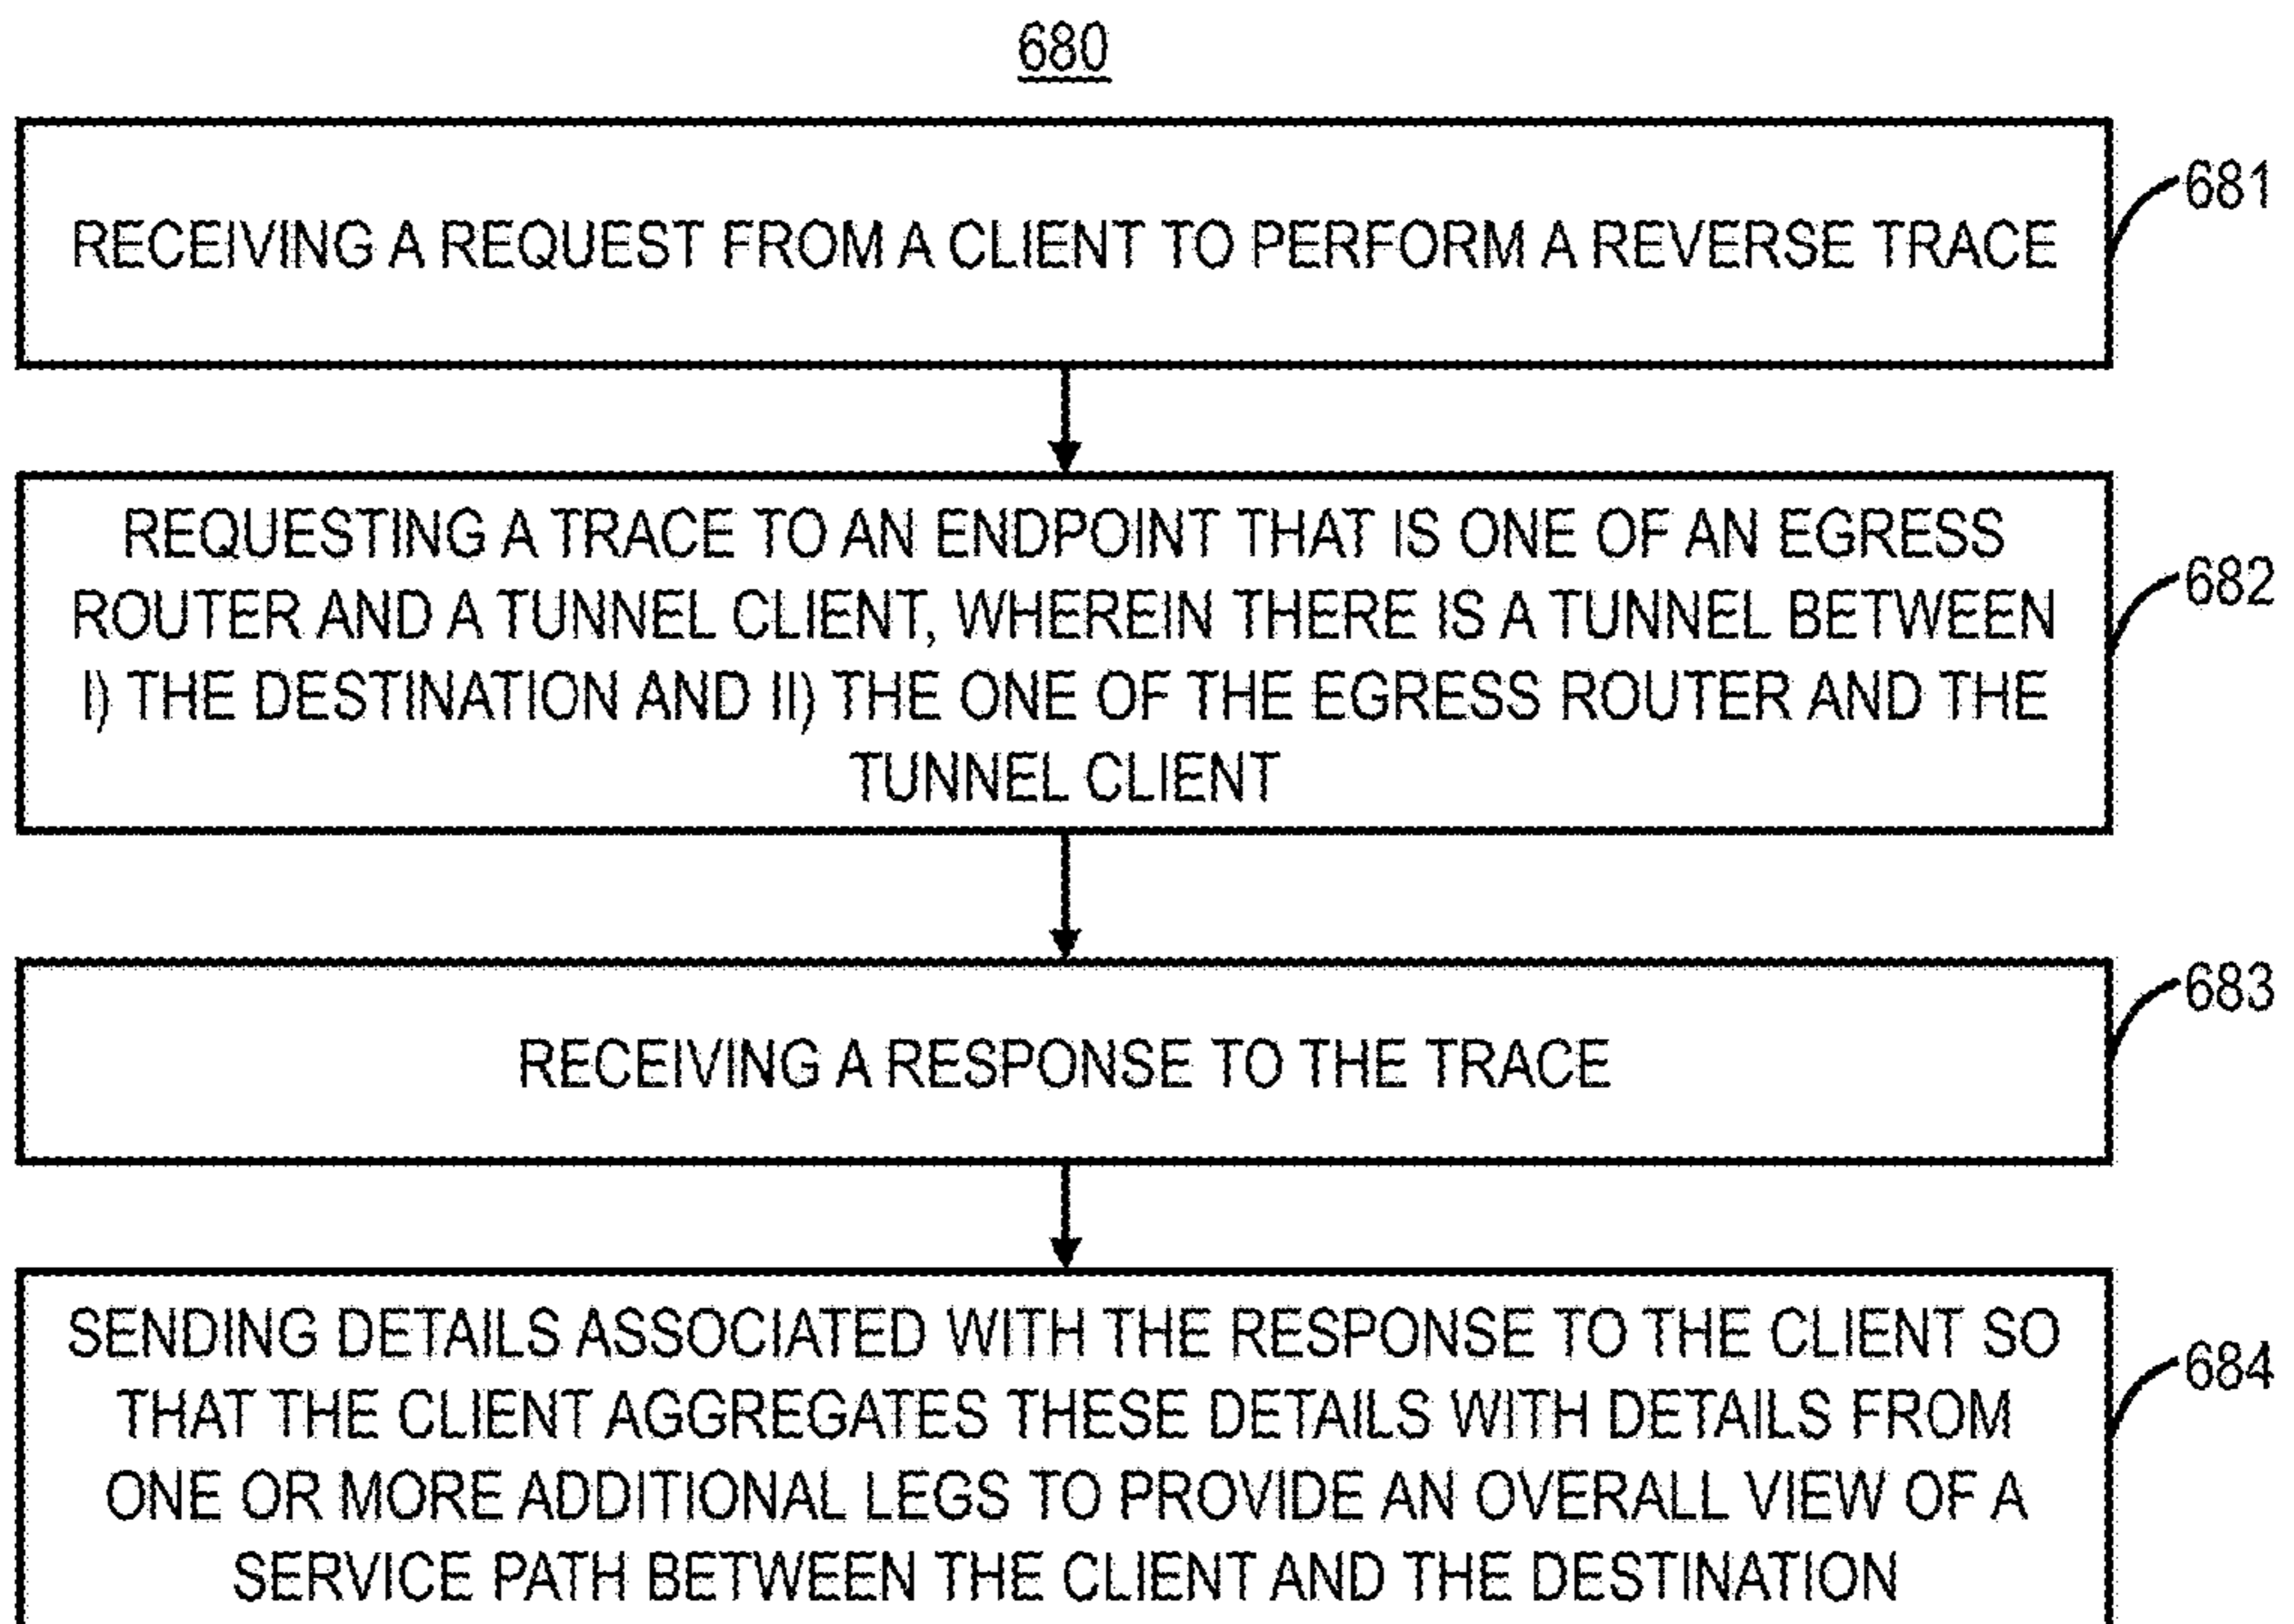 680
RECEIVING A REQUEST FROM A CLIENT TO PERFORM A REVERSE TRACE
681
REQUESTING A TRACE TO AN ENDPOINT THAT IS ONE OF AN EGRESS
ROUTER AND A TUNNEL CLIENT, WHEREIN THERE IS A TUNNEL BETWEEN
I) THE DESTINATION AND II) THE ONE OF THE EGRESS ROUTER AND THE
TUNNEL CLIENT
682
RECEIVING A RESPONSE TO THE TRACE
683
SENDING DETAILS ASSOCIATED WITH THE RESPONSE TO THE CLIENT SO
THAT THE CLIENT AGGREGATES THESE DETAILS WITH DETAILS FROM
ONE OR MORE ADDITIONAL LEGS TO PROVIDE AN OVERALL VIEW OF A
SERVICE PATH BETWEEN THE CLIENT AND THE DESTINATION
684